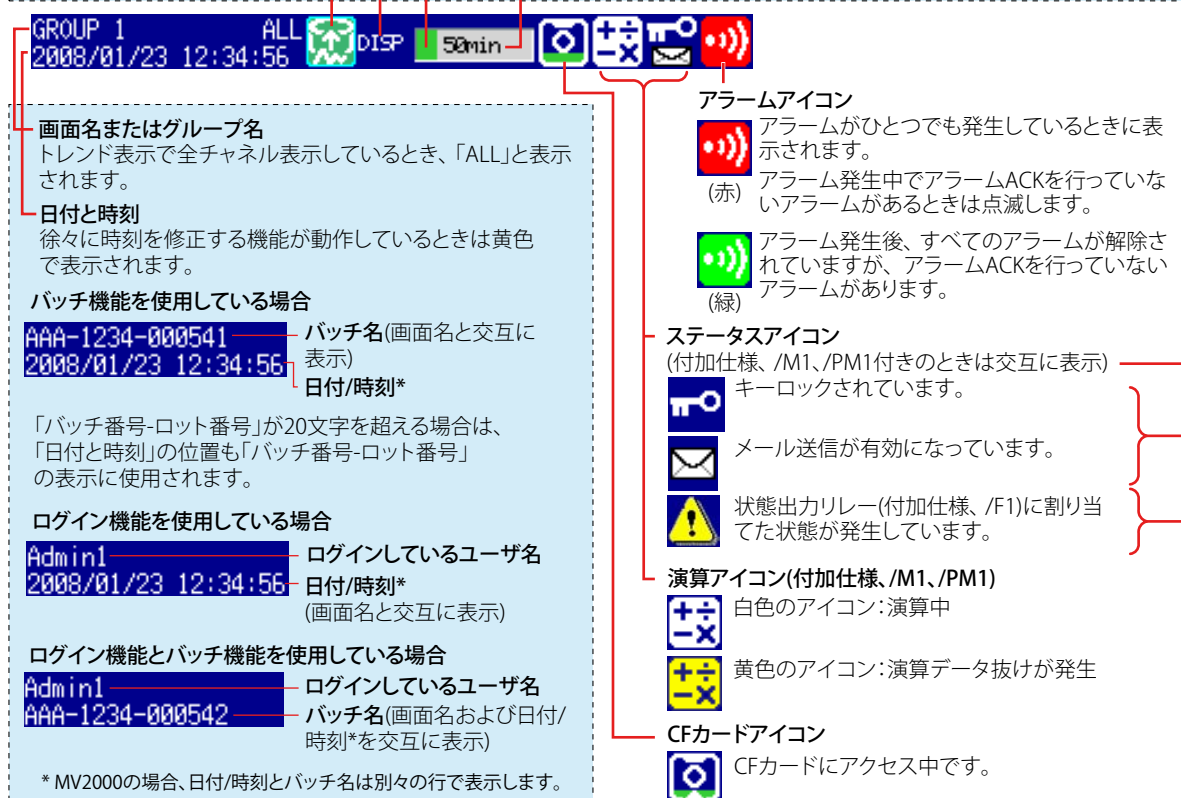 GROUP 1 ALL
2008/01/23 12:34:56
DISP
50min
画面名またはグループ名
トレンド表示で全チャネル表示しているとき、「ALL」と表示
されます。
日付と時刻
徐々に時刻を修正する機能が動作しているときは黄色
で表示されます。
バッチ機能を使用している場合
AAA-1234-000541
2008/01/23 12:34:56
バッチ名(画面名と交互に
表示)
日付/時刻*
「バッチ番号-ロット番号」が20文字を超える場合は、
「日付と時刻」の位置も「バッチ番号-ロット番号」
の表示に使用されます。
ログイン機能を使用している場合
Admin1
2008/01/23 12:34:56
ログインしているユーザ名
日付/時刻*
(画面名と交互に表示)
ログイン機能とバッチ機能を使用している場合
Admin1
AAA-1234-000542
ログインしているユーザ名
バッチ名(画面名および日付/
時刻*を交互に表示)
* MV2000の場合、日付/時刻とバッチ名は別々の行で表示します。
アラームアイコン
(赤)
アラームがひとつでも発生しているときに表
示されます。
アラーム発生中でアラームACKを行っていな
いアラームがあるときは点滅します。
(緑)
アラーム発生後、すべてのアラームが解除さ
れていますが、アラームACKを行っていない
アラームがあります。
ステータスアイコン
(付加仕様、/M1、/PM1付きのときは交互に表示)
キーロックされています。
メール送信が有効になっています。
状態出力リレー(付加仕様、/F1)に割り当
てた状態が発生しています。
演算アイコン(付加仕様、/M1、/PM1)
白色のアイコン:演算中
黄色のアイコン:演算データ抜けが発生
CFカードアイコン
CFカードにアクセス中です。